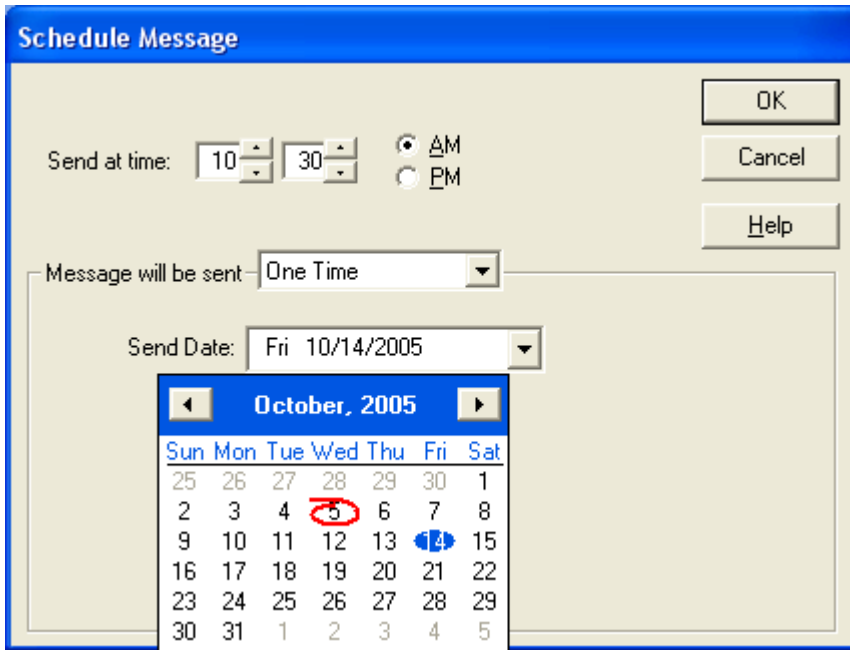 Schedule Message
OK
Send at time: 10 30 AM
PM
Cancel
Help
Message will be sent One Time
Send Date: Fri 10/14/2005
October, 2005
Sun Mon Tue Wed Thu Fri Sat
25 26 27 28 29 30 1
2 3 4 5 6 7 8
9 10 11 12 13 14 15
16 17 18 19 20 21 22
23 24 25 26 27 28 29
30 31 1 2 3 4 5